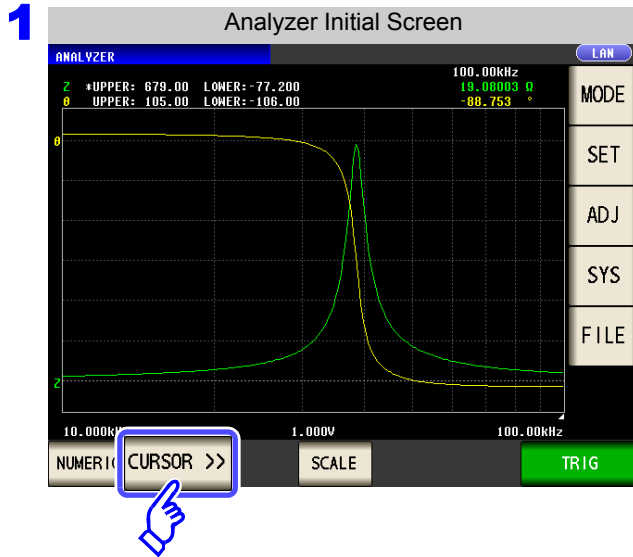 1
Analyzer Initial Screen
ANALYZER
LAN
100.00kHz
Z *UPPER: 679.00 LOWER:-77.200 19.08003 Ω
θ UPPER: 105.00 LOWER:-106.00 -88.753 °
MODE
SET
ADJ
SYS
FILE
θ
Z
10.000k 1.000V 100.00kHz
NUMERIC
CURSOR >>
SCALE
TRIG